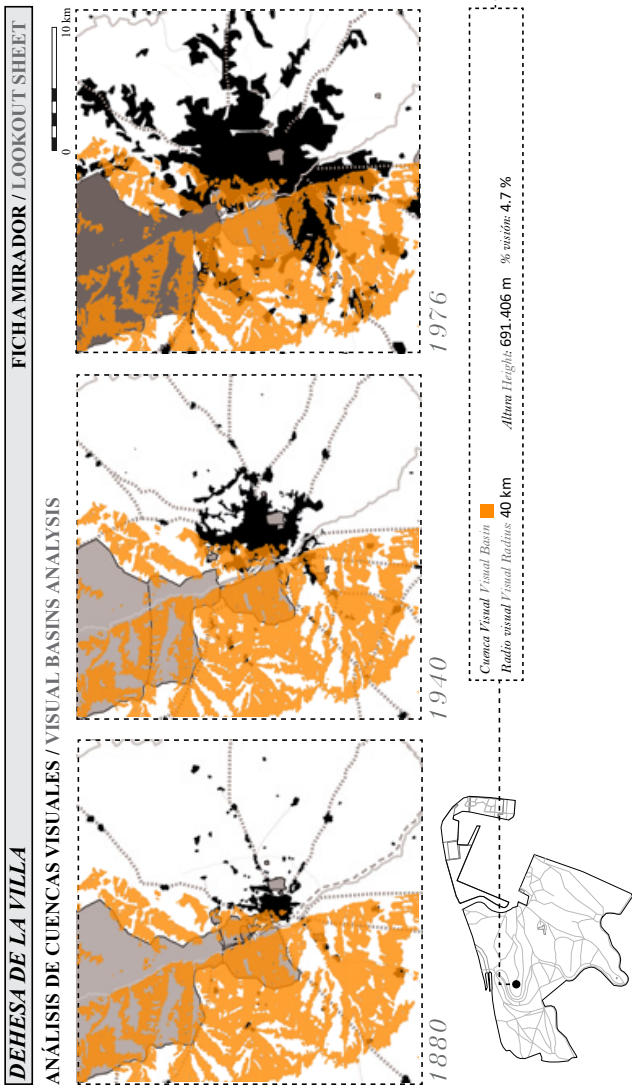 DEHESA DE LA VILLA
FICHA MIRADOR / LOOKOUT SHEET
ANÁLISIS DE CUENCAS VISUALES / VISUAL BASINS ANALYSIS
0 10 km
1880
1940
1976
Cuenca Visual Visual Basin
Radio visual Visual Radius: 40 km
Altura Height: 691.406 m % visión: 4.7 %